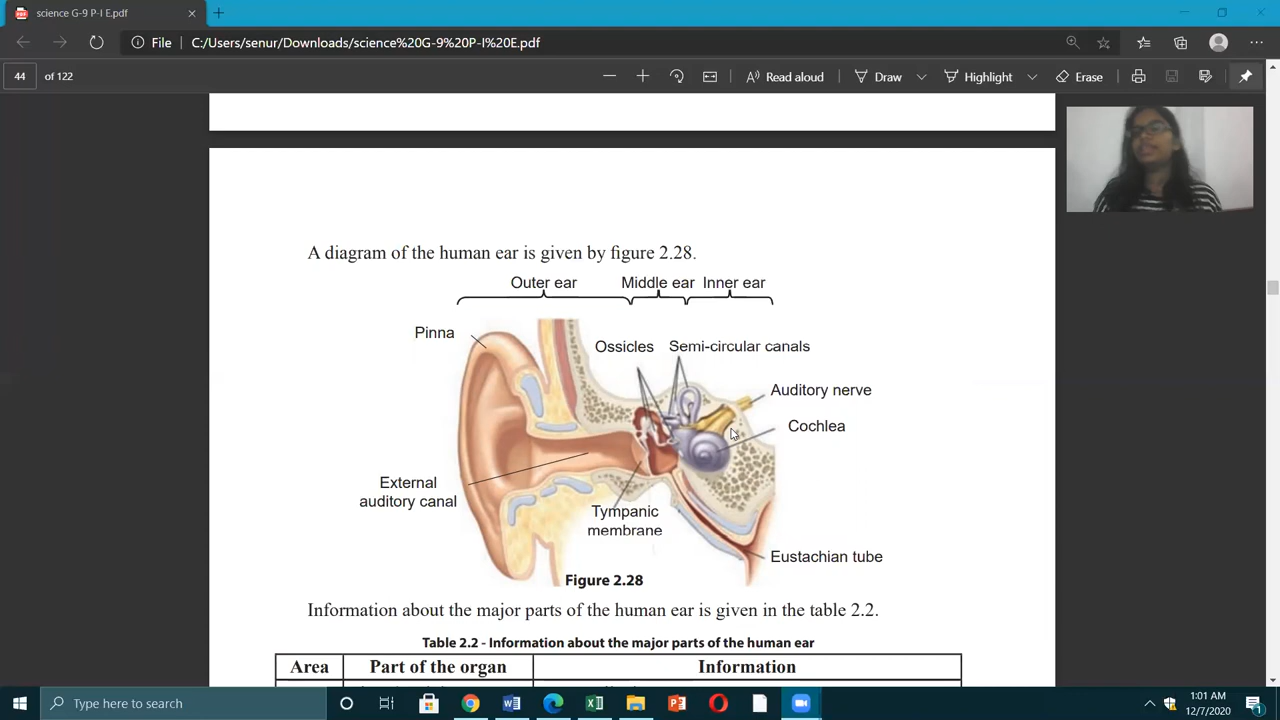 science G-9 P-I E.pdf
File C:/Users/senur/Downloads/science%20G-9%20P-I%20E.pdf
44 of 122
Read aloud Draw Highlight Erase
A diagram of the human ear is given by figure 2.28.
Outer ear Middle ear Inner ear
Pinna
Ossicles Semi-circular canals
Auditory nerve
Cochlea
External
auditory canal
Tympanic
membrane
Eustachian tube
Figure 2.28
Information about the major parts of the human ear is given in the table 2.2.
Table 2.2 - Information about the major parts of the human ear
Area Part of the organ Information
Type here to search
1:01 AM
12/7/2020